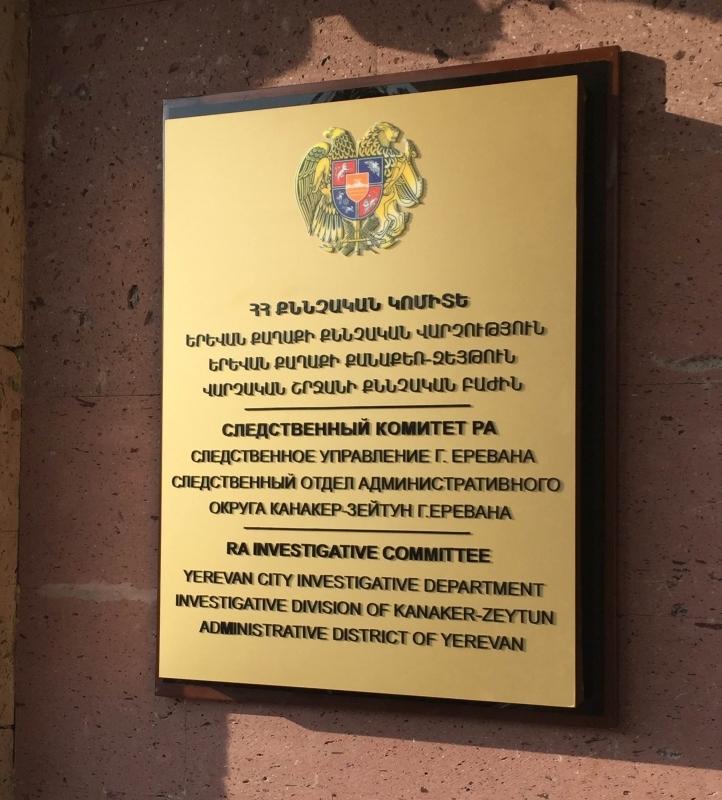 ՀՀ ՔՆՆՉԱԿԱՆ ԿՈՄԻՏԵ
ԵՐԵՎԱՆ ՔԱՂԱՔԻ ՔՆՆՉԱԿԱՆ ՎԱՐՉՈՒԹՅՈՒՆ
ԵՐԵՎԱՆ ՔԱՂԱՔԻ ՔԱՆԱՔԵՌ-ԶԵՅԹՈՒՆ
ՎԱՐՉԱԿԱՆ ՇՐՋԱՆԻ ՔՆՆՉԱԿԱՆ ԲԱԺԻՆ
СЛЕДСТВЕННЫЙ КОМИТЕТ РА
СЛЕДСТВЕННОЕ УПРАВЛЕНИЕ Г. ЕРЕВАНА
СЛЕДСТВЕННЫЙ ОТДЕЛ АДМИНИСТРАТИВНОГО
ОКРУГА КАНАКЕР-ЗЕЙТУН Г.ЕРЕВАНА
RA INVESTIGATIVE COMMITTEE
YEREVAN CITY INVESTIGATIVE DEPARTMENT
INVESTIGATIVE DIVISION OF KANAKER-ZEYTUN
ADMINISTRATIVE DISTRICT OF YEREVAN